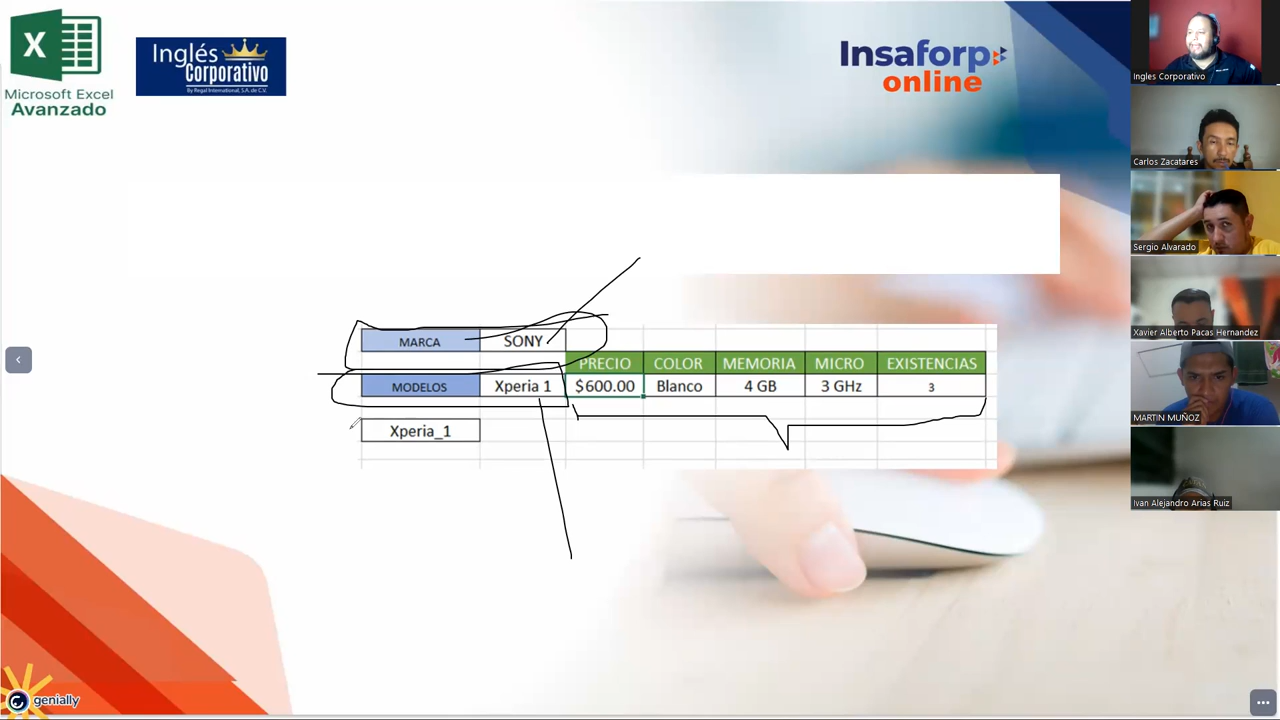 Microsoft Excel
Avanzado
Inglés
Corporativo
By Regal International, S.A. de C.V.
Insaforp
online
MARCA SONY
PRECIO COLOR MEMORIA MICRO EXISTENCIAS
MODELOS Xperia 1 $600.00 Blanco 4 GB 3 GHz 3
Xperia_1
genially
Ingles Corporativo
Carlos Zacatares
Sergio Alvarado
Xavier Alberto Pacas Hernandez
MARTIN MUÑOZ
Ivan Alejandro Arias Ruiz